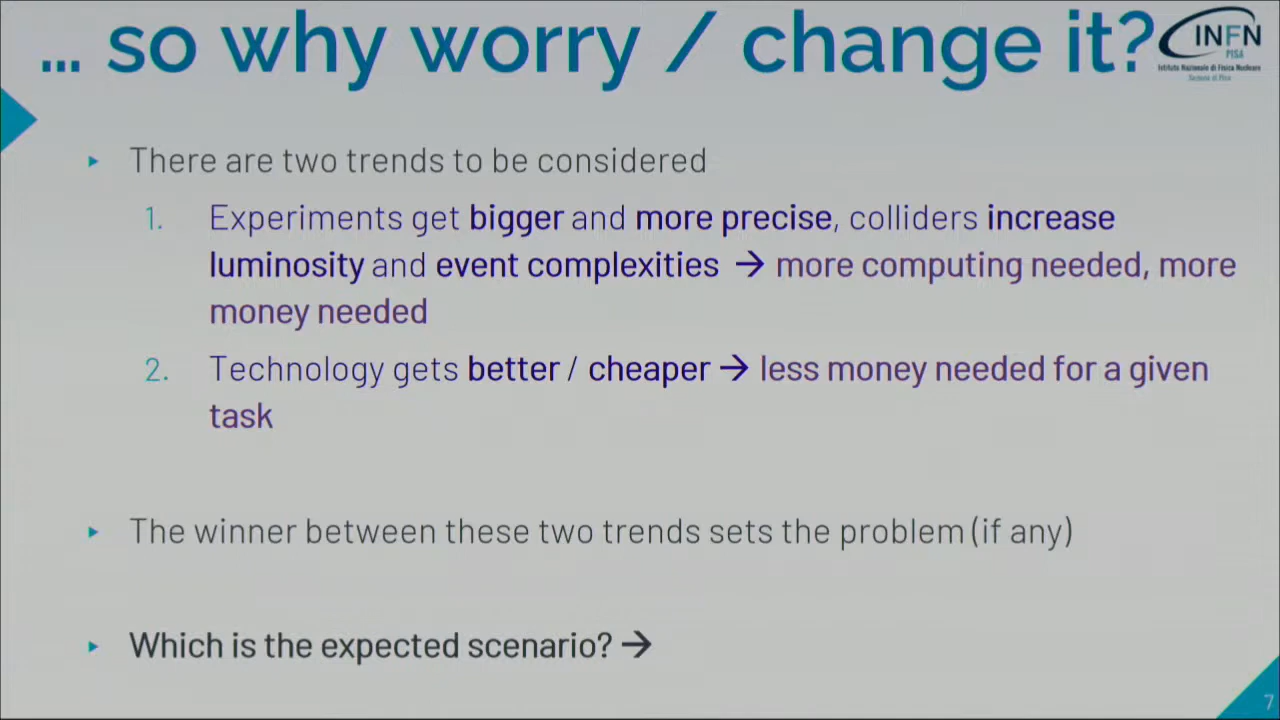 ... so why worry / change it?
INFN
PISA
Istituto Nazionale di Fisica Nucleare
Sezione di Pisa
▸ There are two trends to be considered
1. Experiments get bigger and more precise, colliders increase
luminosity and event complexities → more computing needed, more
money needed
2. Technology gets better / cheaper → less money needed for a given
task
▸ The winner between these two trends sets the problem (if any)
▸ Which is the expected scenario? →
7